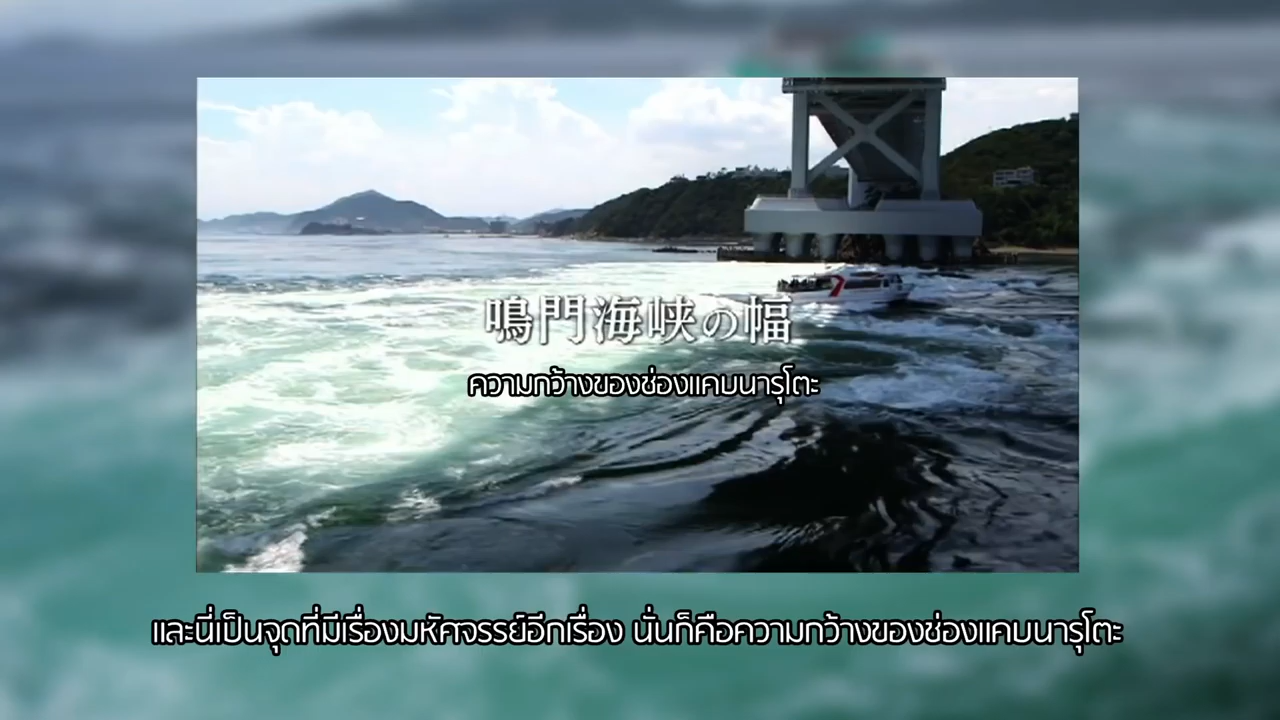 鳴門海峡の幅
ความกว้างของช่องแคบนารุโตะ
และนี่เป็นจุดที่มีเรื่องมหัศจรรย์อีกเรื่อง นั่นก็คือความกว้างของช่องแคบนารุโตะ